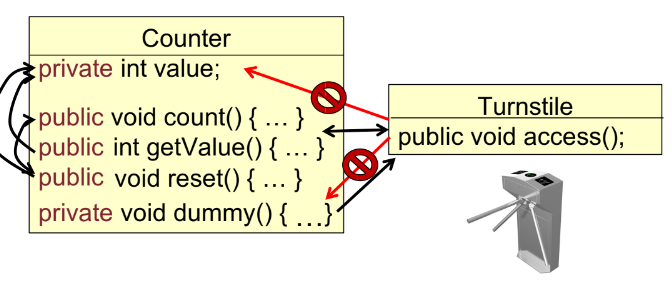 Counter
private int value;
public void count() { … }
public int getValue() { … }
public void reset() { … }
private void dummy() { …}
Turnstile
public void access();